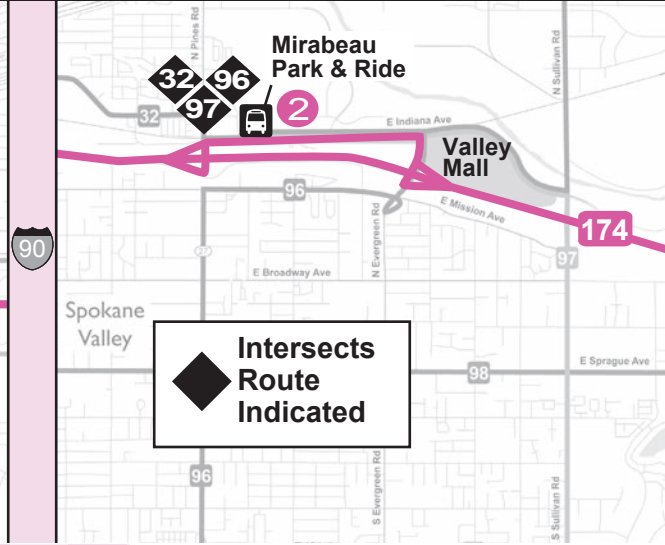 N Pines Rd
N Sullivan Rd
Mirabeau
Park & Ride
32
96
97
2
32
E Indiana Ave
Valley
Mall
96
E Mission Ave
174
90
N Evergreen Rd
97
E Broadway Ave
27
Spokane
Valley
Intersects
Route
Indicated
E Sprague Ave
98
96
S Evergreen Rd
S Sullivan Rd